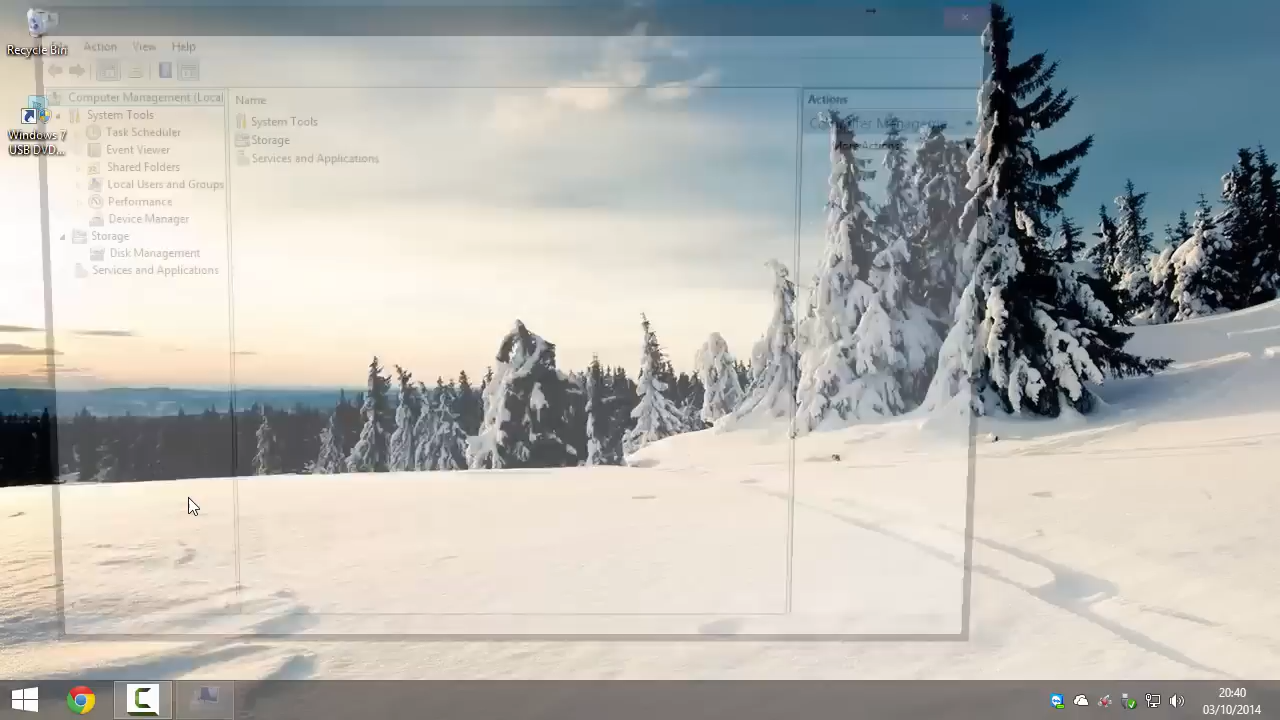 Recycle Bin
Action View Help
Computer Management (Local
System Tools
Task Scheduler
Event Viewer
Shared Folders
Local Users and Groups
Performance
Device Manager
Storage
Disk Management
Services and Applications
Name
System Tools
Storage
Services and Applications
Actions
More Actions
Windows 7
USB DVD...
20:40
03/10/2014